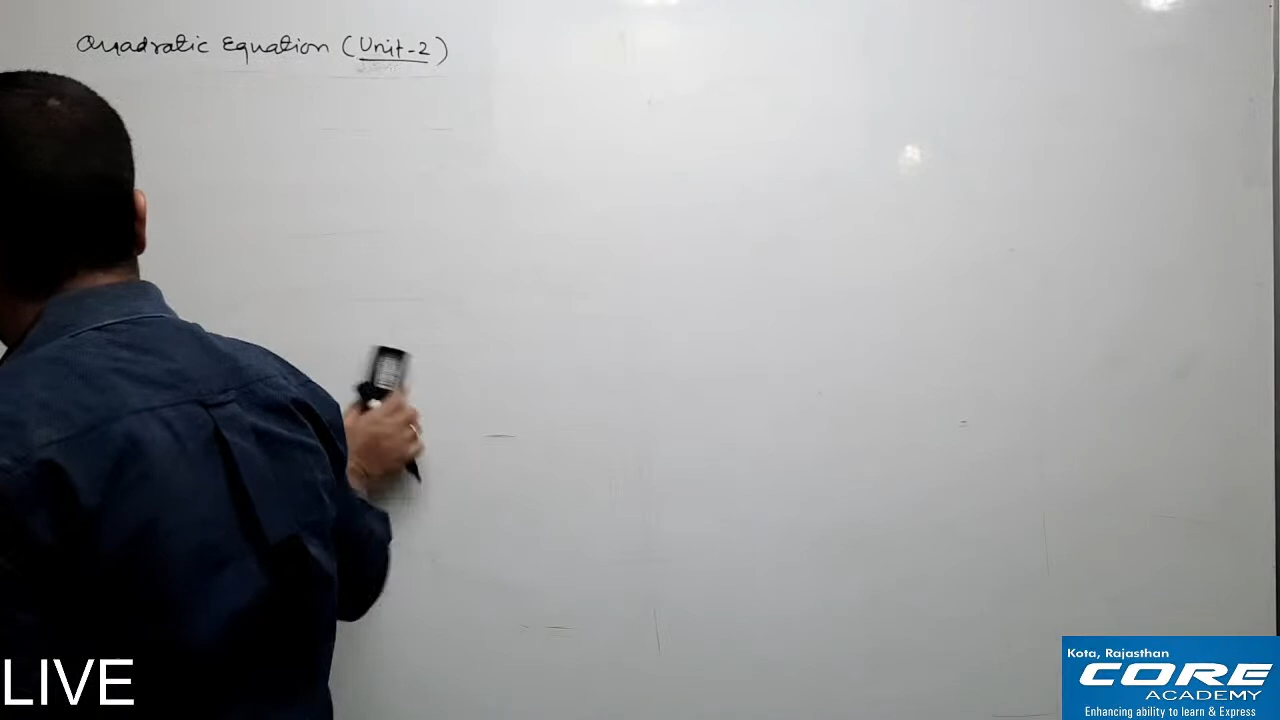 Quadratic Equation (Unit-2)
LIVE
Kota, Rajasthan
CORE
ACADEMY
Enhancing ability to learn & Express